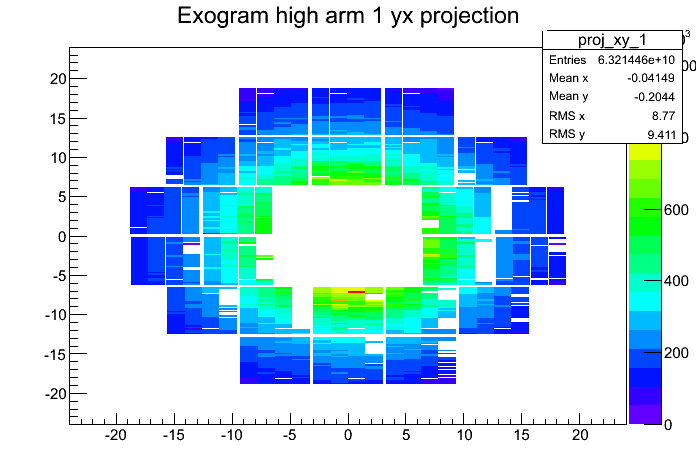 Exogram high arm 1 yx projection
proj_xy_1
Entries 6.321446e+10
Mean x -0.04149
Mean y -0.2044
RMS x 8.77
RMS y 9.411
20
15
10
5
0
-5
-10
-15
-20
-20 -15 -10 -5 0 5 10 15 20
600
400
200
0